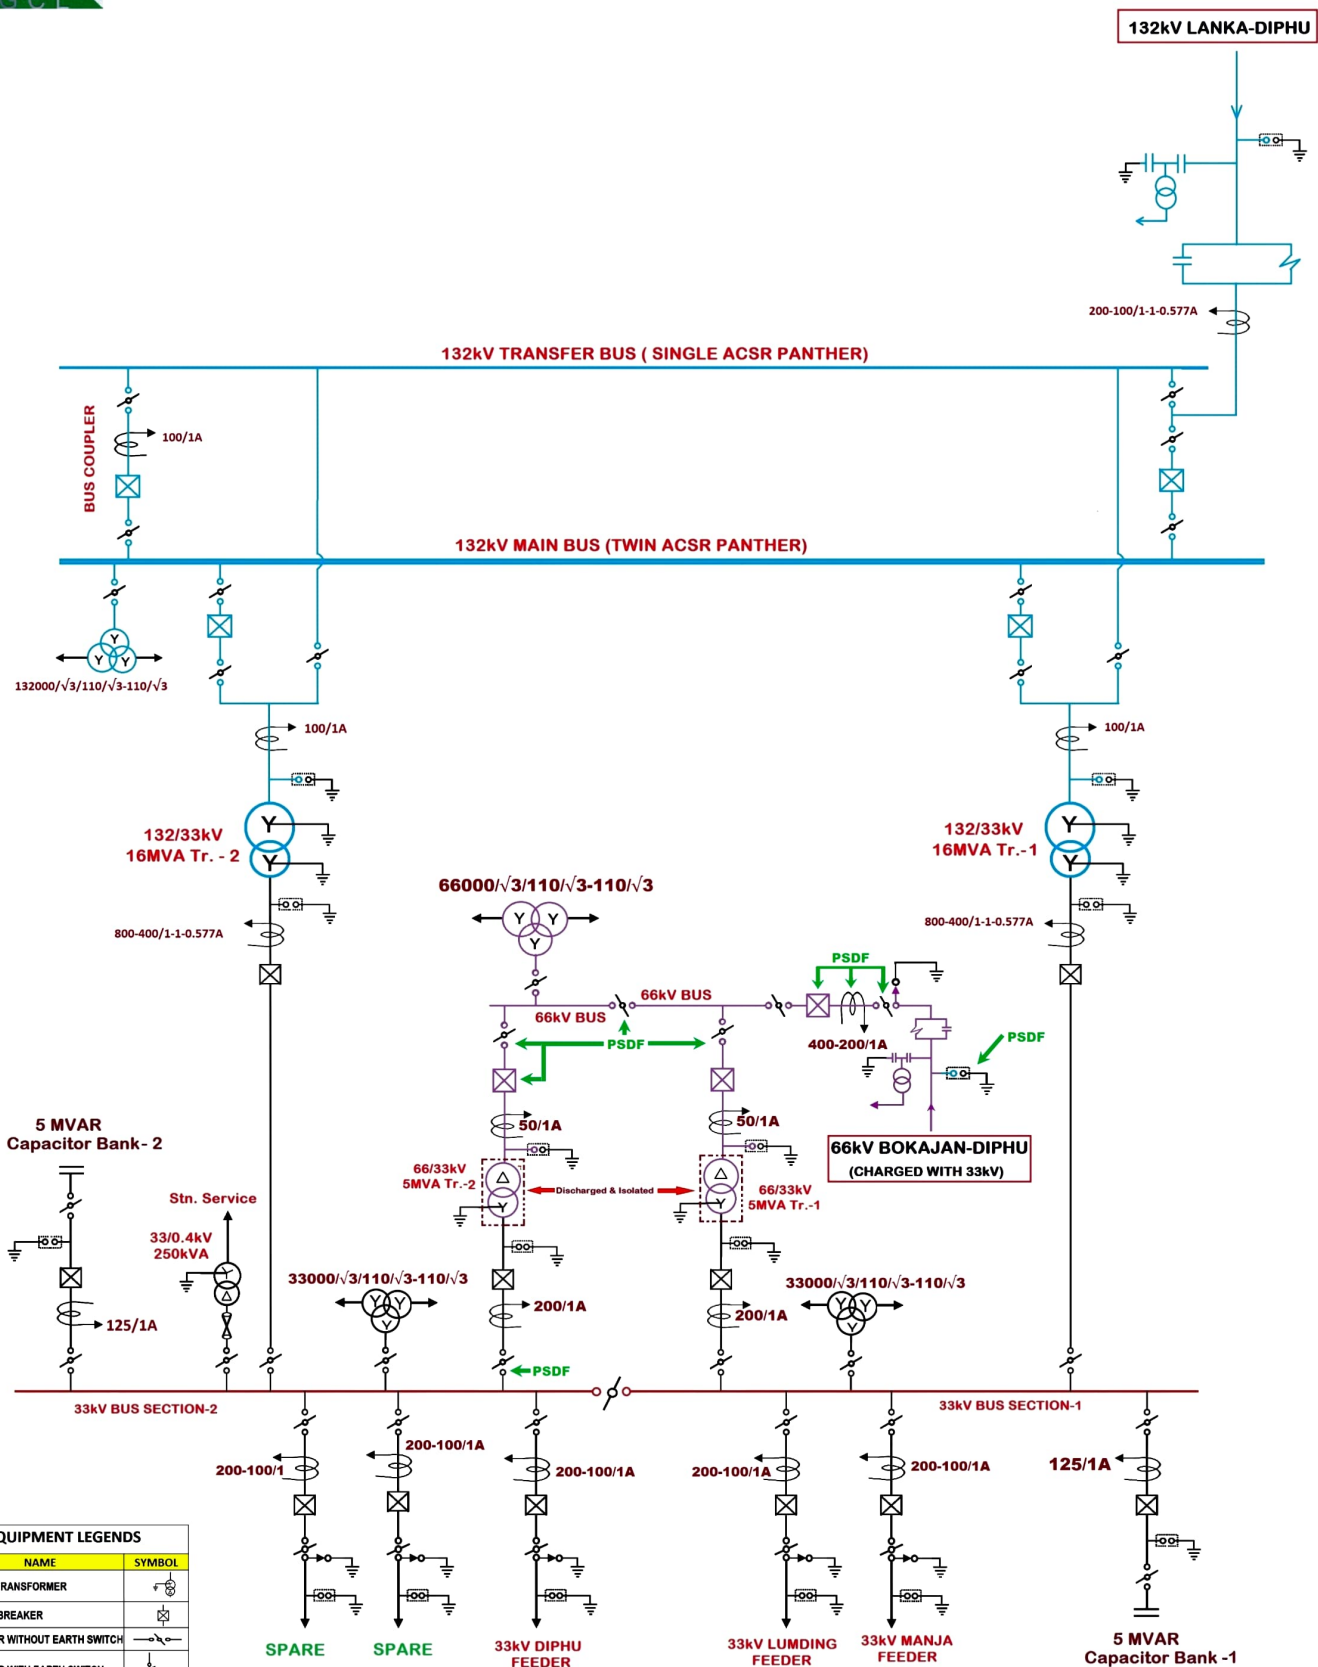 132kV LANKA-DIPHU
200-100/1-1-0.577A
132kV TRANSFER BUS ( SINGLE ACSR PANTHER)
BUS COUPLER
100/1A
132kV MAIN BUS (TWIN ACSR PANTHER)
Y
Y Y
132000/√3/110/√3-110/√3
100/1A
100/1A
132/33kV
16MVA Tr. - 2
Y
Y
132/33kV
16MVA Tr.-1
Y
Y
66000/√3/110/√3-110/√3
Y Y
Y
800-400/1-1-0.577A
800-400/1-1-0.577A
PSDF
66kV BUS
66kV BUS
PSDF
400-200/1A
PSDF
50/1A
50/1A
66kV BOKAJAN-DIPHU
(CHARGED WITH 33kV)
5 MVAR
Capacitor Bank- 2
66/33kV
5MVA Tr.-2
Δ
Y
Discharged & Isolated
Δ
Y
66/33kV
5MVA Tr.-1
Stn. Service
33/0.4kV
250kVA
Y
Δ
33000/√3/110/√3-110/√3
Y Y
Y
33000/√3/110/√3-110/√3
Y Y
Y
125/1A
200/1A
200/1A
PSDF
33kV BUS SECTION-2
33kV BUS SECTION-1
200-100/1
200-100/1A
200-100/1A
200-100/1A
200-100/1A
125/1A
SPARE
SPARE
33kV DIPHU
FEEDER
33kV LUMDING
FEEDER
33kV MANJA
FEEDER
5 MVAR
Capacitor Bank -1
QUIPMENT LEGENDS
NAME SYMBOL
RANSFORMER
BREAKER
R WITHOUT EARTH SWITCH